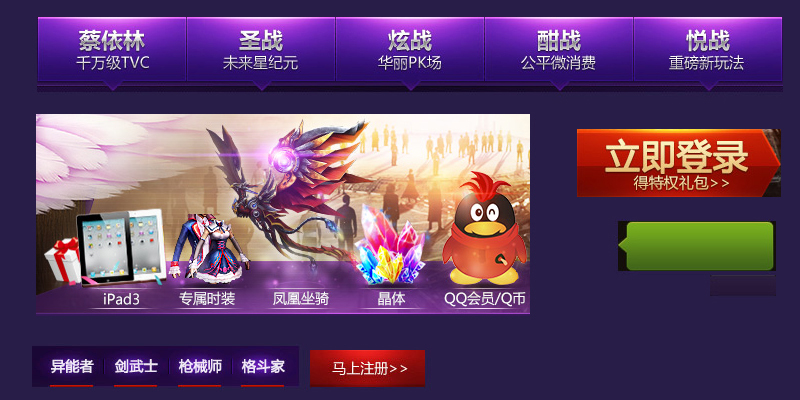 蔡依林
千万级TVC
圣战
未来星纪元
炫战
华丽PK场
酣战
公平微消费
悦战
重磅新玩法
立即登录
得特权礼包>>
iPad3
专属时装
凤凰坐骑
晶体
QQ会员/Q币
异能者
剑武士
枪械师
格斗家
马上注册>>